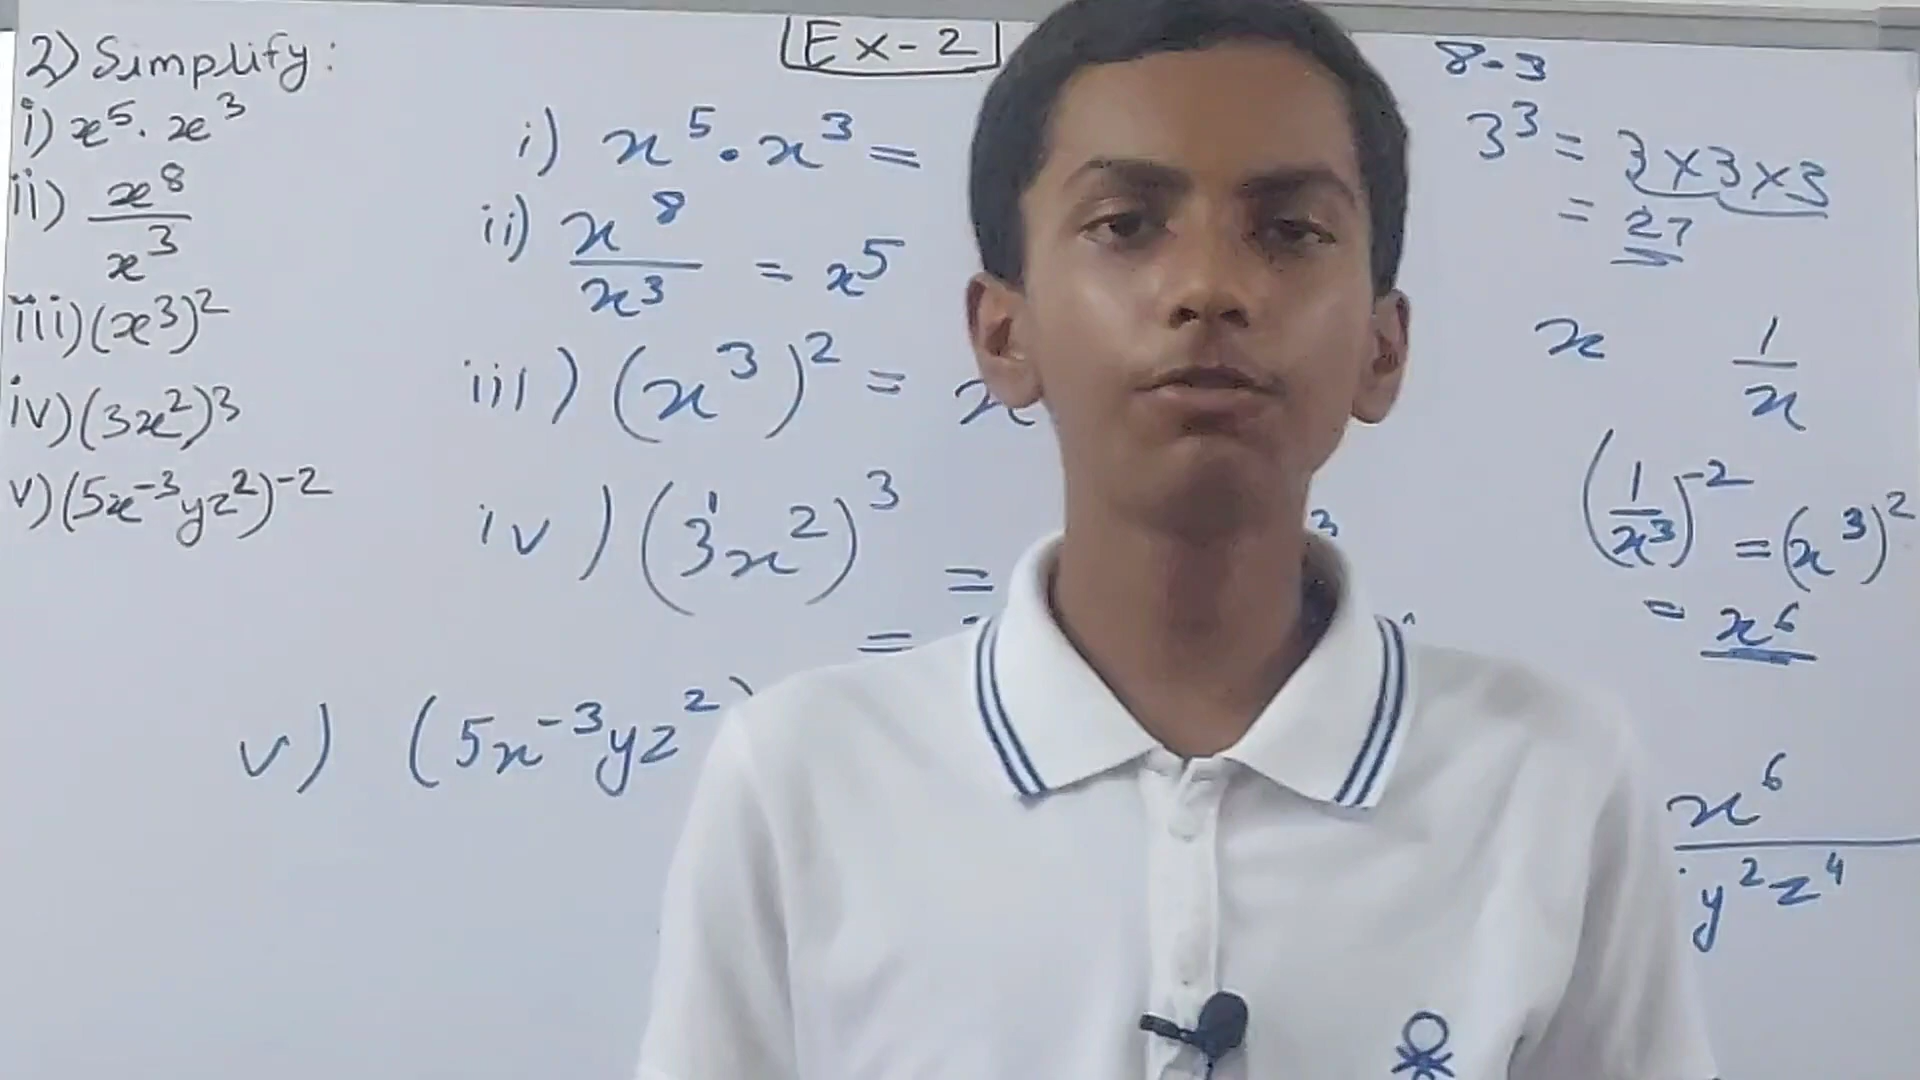 2) Simplify:
i) x⁵ · x³
ii) x⁸/x³
iii) (x³)²
iv) (3x²)³
v) (5x⁻³yz²)⁻²
Ex-2
i) x⁵ · x³ =
ii) x⁸/x³ = x⁵
iii) (x³)² = x
iv) (3¹x²)³ =
=
v) (5x⁻³yz²)
8-3
3³ = 3×3×3
= 27
x 1/x
(1/x³)⁻² = (x³)²
= x⁶
x⁶/y²z⁴